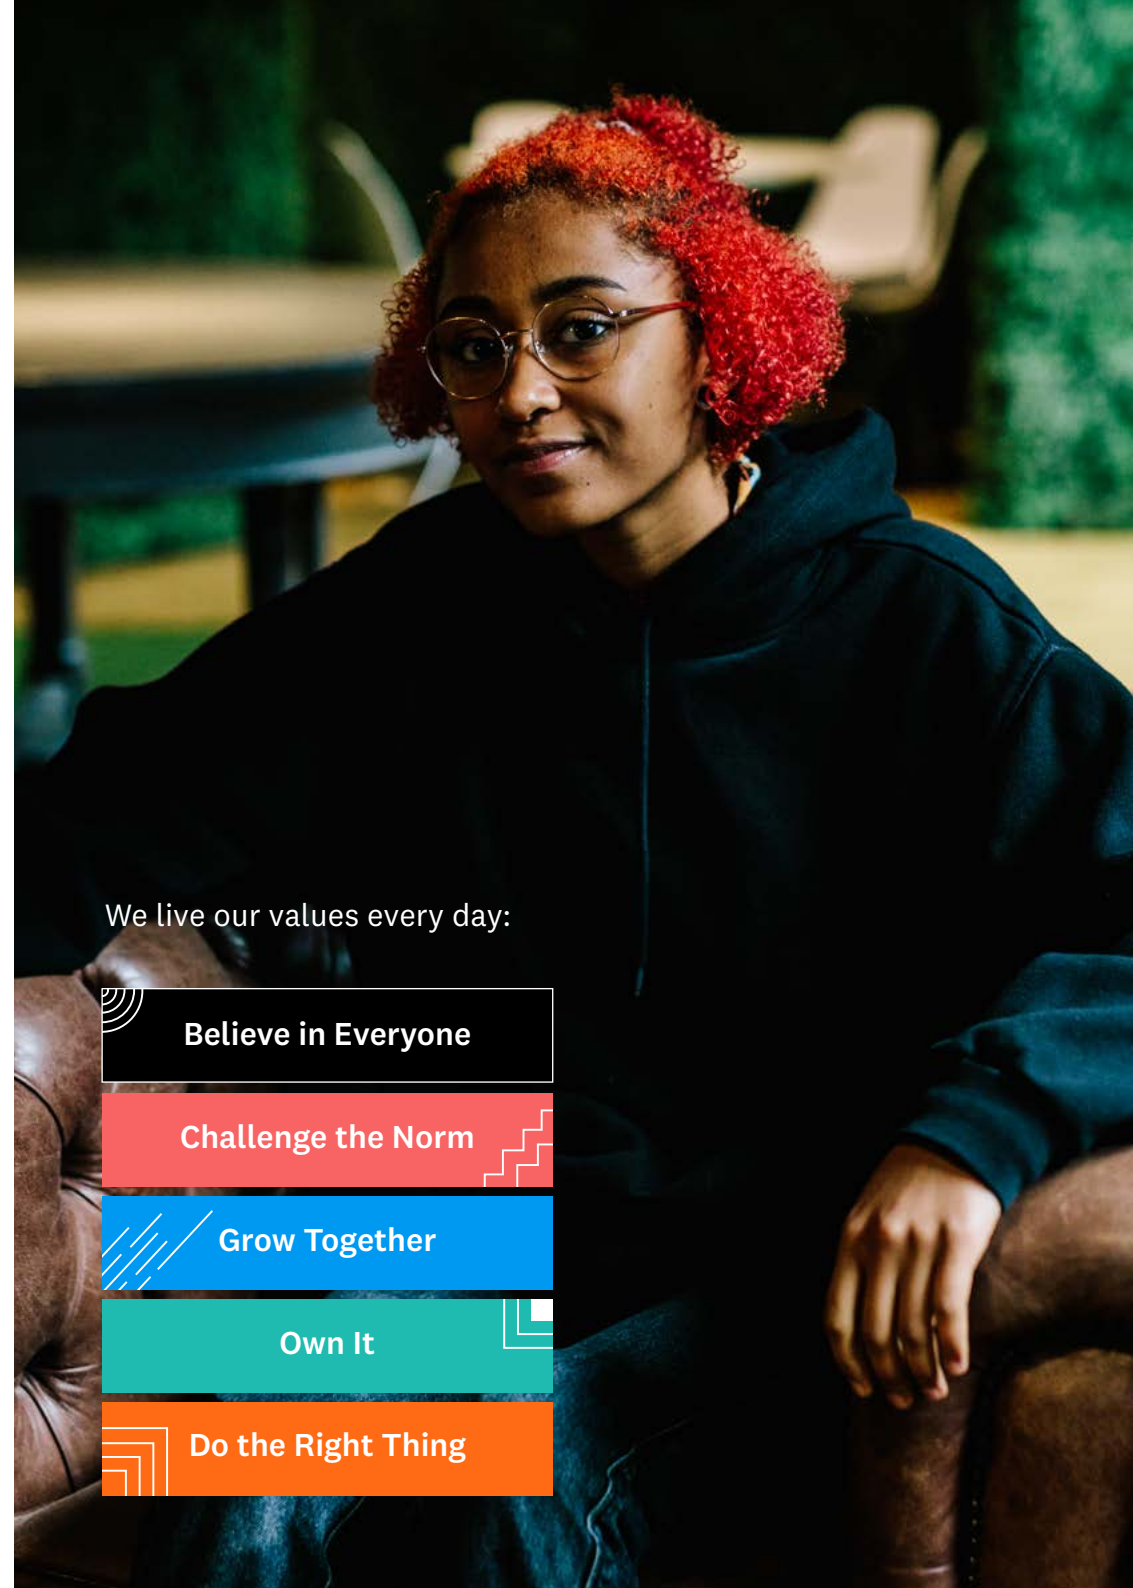 We live our values every day:
Believe in Everyone
Challenge the Norm
Grow Together
Own It
Do the Right Thing